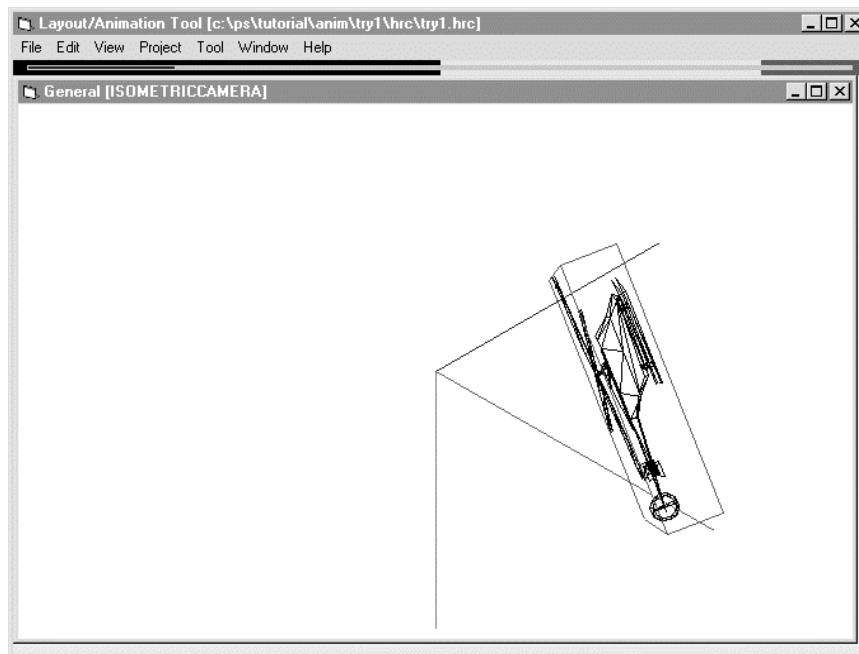 Layout/Animation Tool [c:\ps\tutorial\anim\try1\hrc\try1.hrc]
File Edit View Project Tool Window Help
General [ISOMETRICCAMERA]